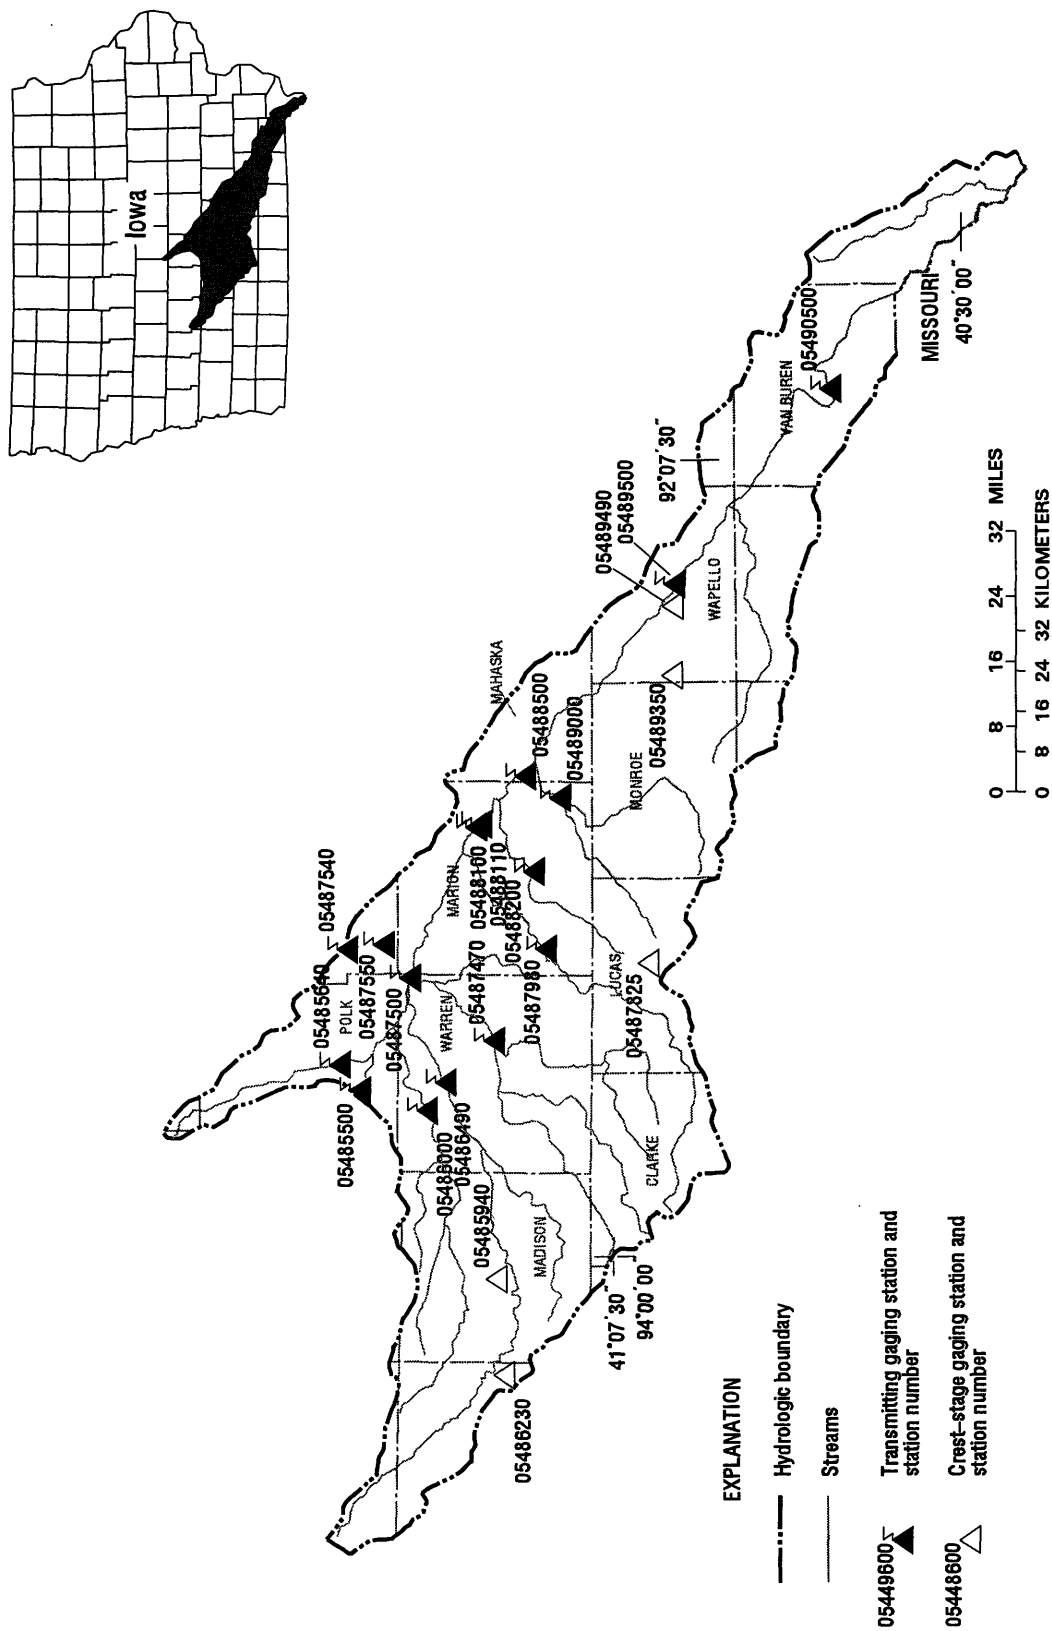 Iowa
05485500
05485640
POLK
05487540
05487550
05487500
WARREN
05487470
MARION
05488100
05488110
05488200
05487980
05486000
05486490
05485940
MADISON
05486230
CLARKE
LUCAS
05487825
MAHASKA
05488500
05489000
MONROE
05489350
WAPELLO
05489490
05489500
92°07'30"
VAN BUREN
05490500
MISSOURI
40°30'00"
41°07'30"
94°00'00"
EXPLANATION
Hydrologic boundary
Streams
05449600
Transmitting gaging station and
station number
05448600
Crest-stage gaging station and
station number
0 8 16 24 32 MILES
0 8 16 24 32 KILOMETERS